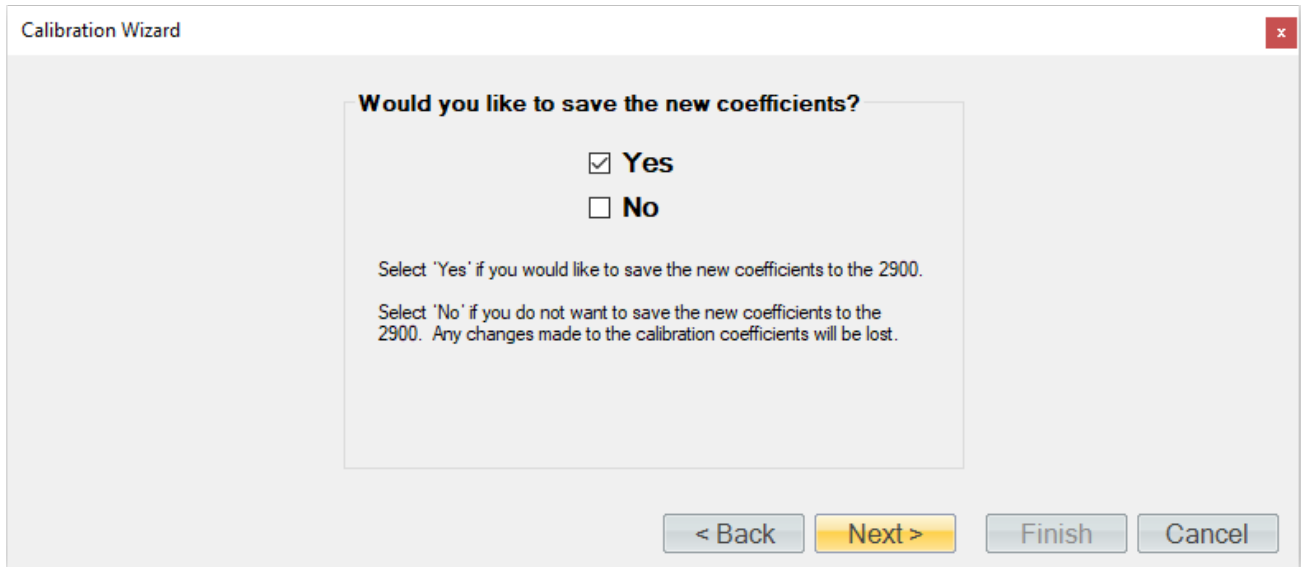 Calibration Wizard
x
Would you like to save the new coefficients?
Yes
No
Select 'Yes' if you would like to save the new coefficients to the 2900.
Select 'No' if you do not want to save the new coefficients to the
2900.  Any changes made to the calibration coefficients will be lost.
< Back
Next >
Finish
Cancel